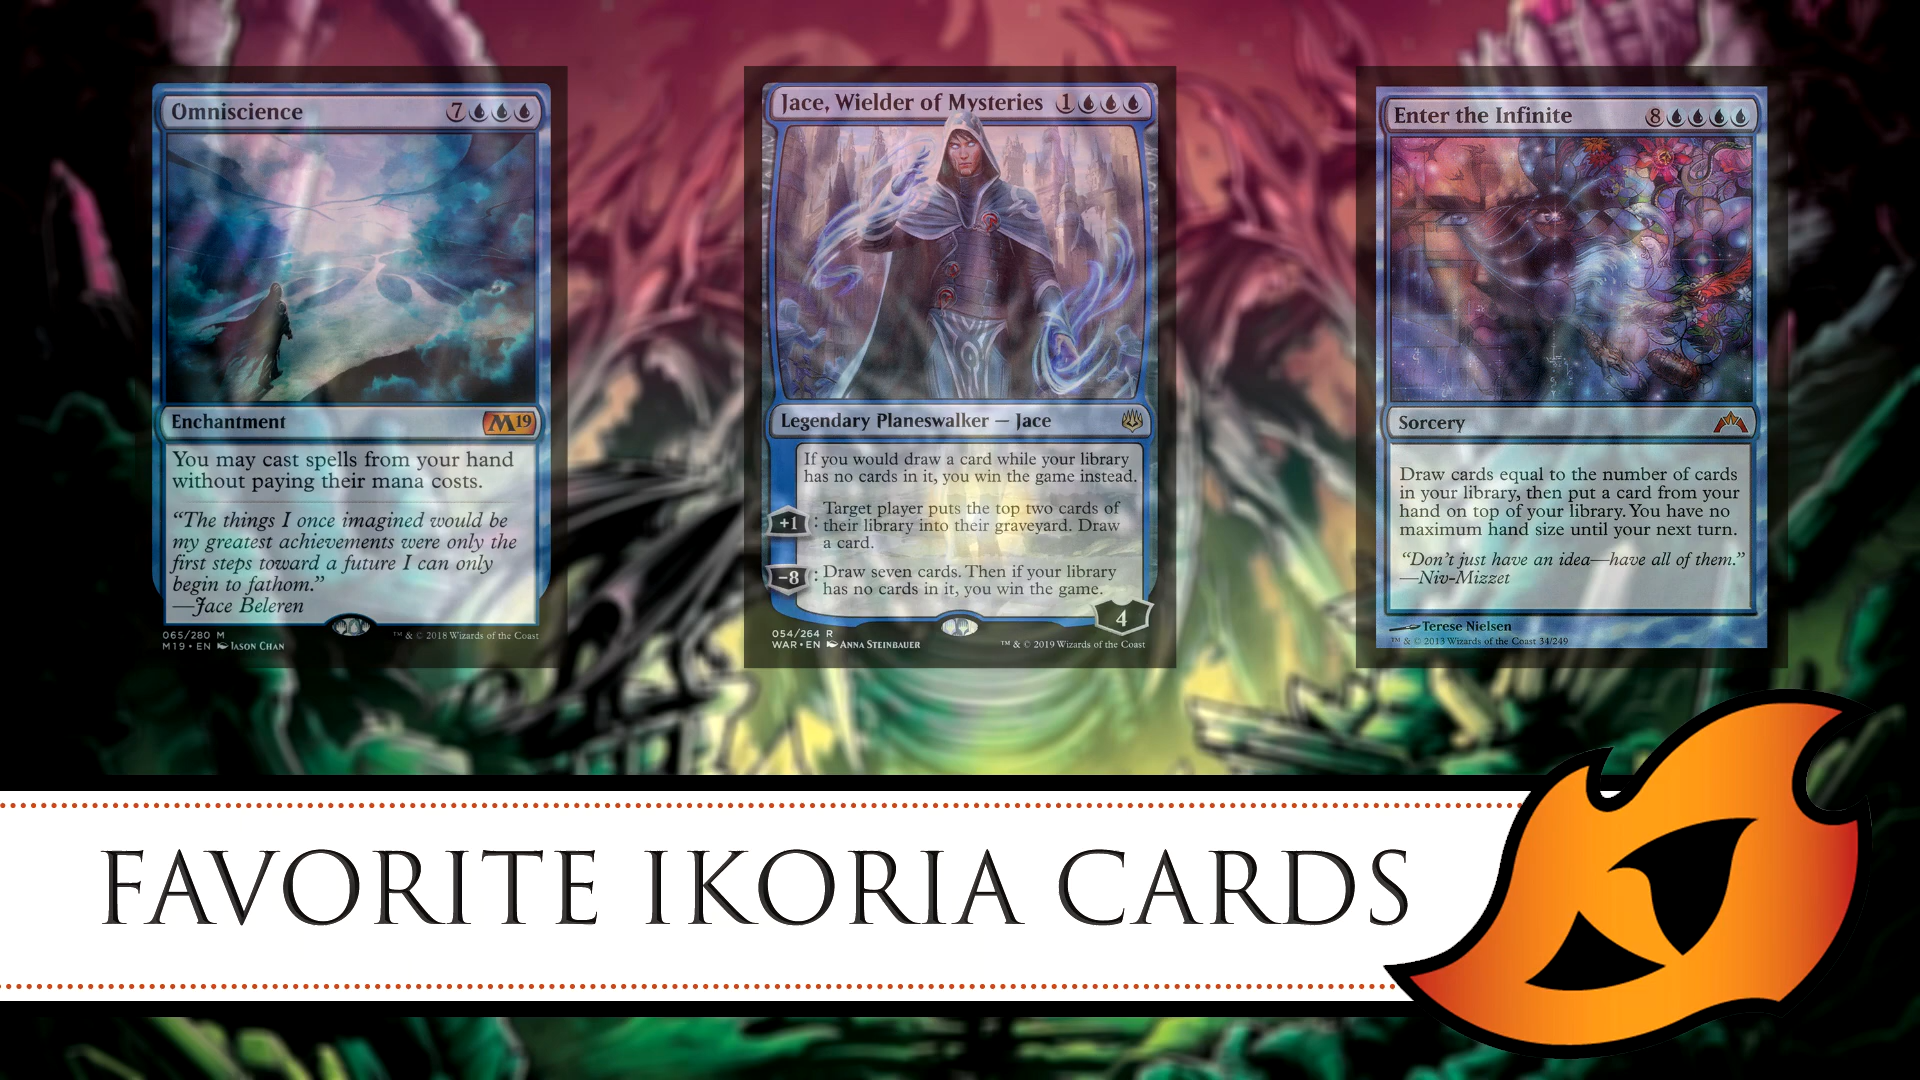 Omniscience 7
Enchantment M19
You may cast spells from your hand
without paying their mana costs.
“The things I once imagined would be
my greatest achievements were only the
first steps toward a future I can only
begin to fathom.”
—Jace Beleren
065/280 M
M19 • EN JASON CHAN
™ & © 2018 Wizards of the Coast
Jace, Wielder of Mysteries 1
Legendary Planeswalker — Jace
If you would draw a card while your library
has no cards in it, you win the game instead.
+1: Target player puts the top two cards of
their library into their graveyard. Draw
a card.
−8: Draw seven cards. Then if your library
has no cards in it, you win the game.
4
054/264 R
WAR • EN ANNA STEINBAUER
™ & © 2019 Wizards of the Coast
Enter the Infinite 8
Sorcery
Draw cards equal to the number of cards
in your library, then put a card from your
hand on top of your library. You have no
maximum hand size until your next turn.
“Don't just have an idea—have all of them.”
—Niv-Mizzet
Terese Nielsen
™ & © 2013 Wizards of the Coast 34/249
FAVORITE IKORIA CARDS